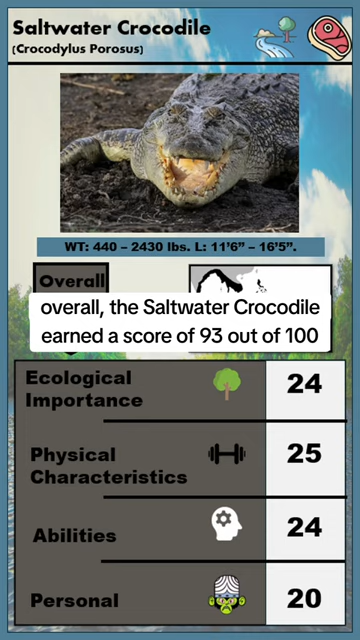 Saltwater Crocodile
(Crocodylus Porosus)
WT: 440 – 2430 lbs. L: 11’6” – 16’5”.
Overall
overall, the Saltwater Crocodile
earned a score of 93 out of 100
Ecological
Importance
24
Physical
Characteristics
25
Abilities
24
Personal
20